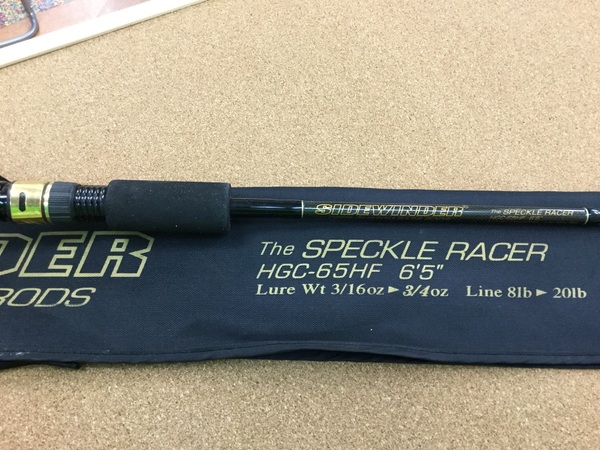 SIDEWINDER The SPECKLE RACER
DER
RODS
The SPECKLE RACER
HGC-65HF 6'5"
Lure Wt 3/16oz ► 3/4oz Line 8lb ► 20lb